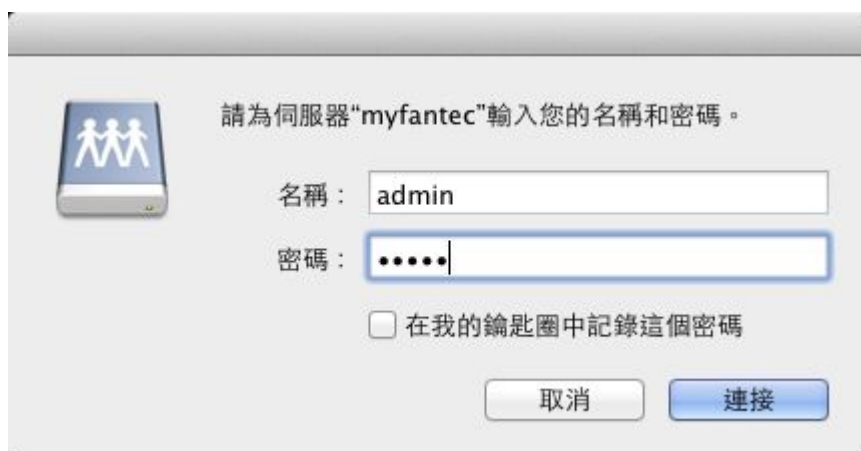 請為伺服器“myfantec”輸入您的名稱和密碼。
名稱： admin
密碼： •••••
在我的鑰匙圈中記錄這個密碼
取消 連接